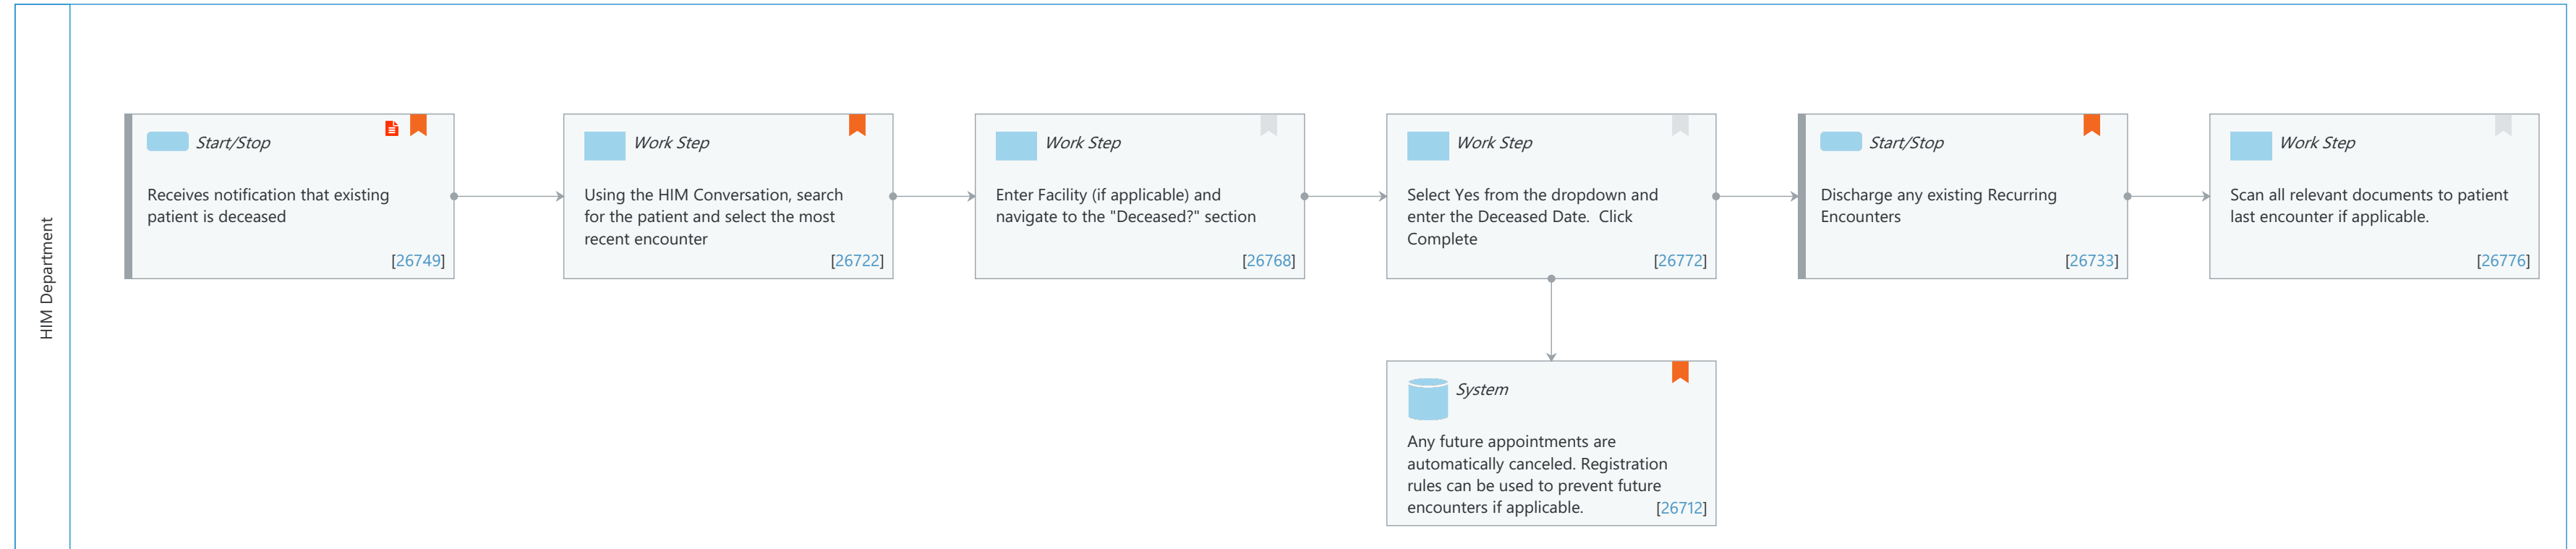 HIM Department
Start/Stop
Receives notification that existing
patient is deceased
[26749]
Work Step
Using the HIM Conversation, search
for the patient and select the most
recent encounter
[26722]
Work Step
Enter Facility (if applicable) and
navigate to the "Deceased?" section
[26768]
Work Step
Select Yes from the dropdown and
enter the Deceased Date.  Click
Complete
[26772]
Start/Stop
Discharge any existing Recurring
Encounters
[26733]
Work Step
Scan all relevant documents to patient
last encounter if applicable.
[26776]
System
Any future appointments are
automatically canceled. Registration
rules can be used to prevent future
encounters if applicable.
[26712]